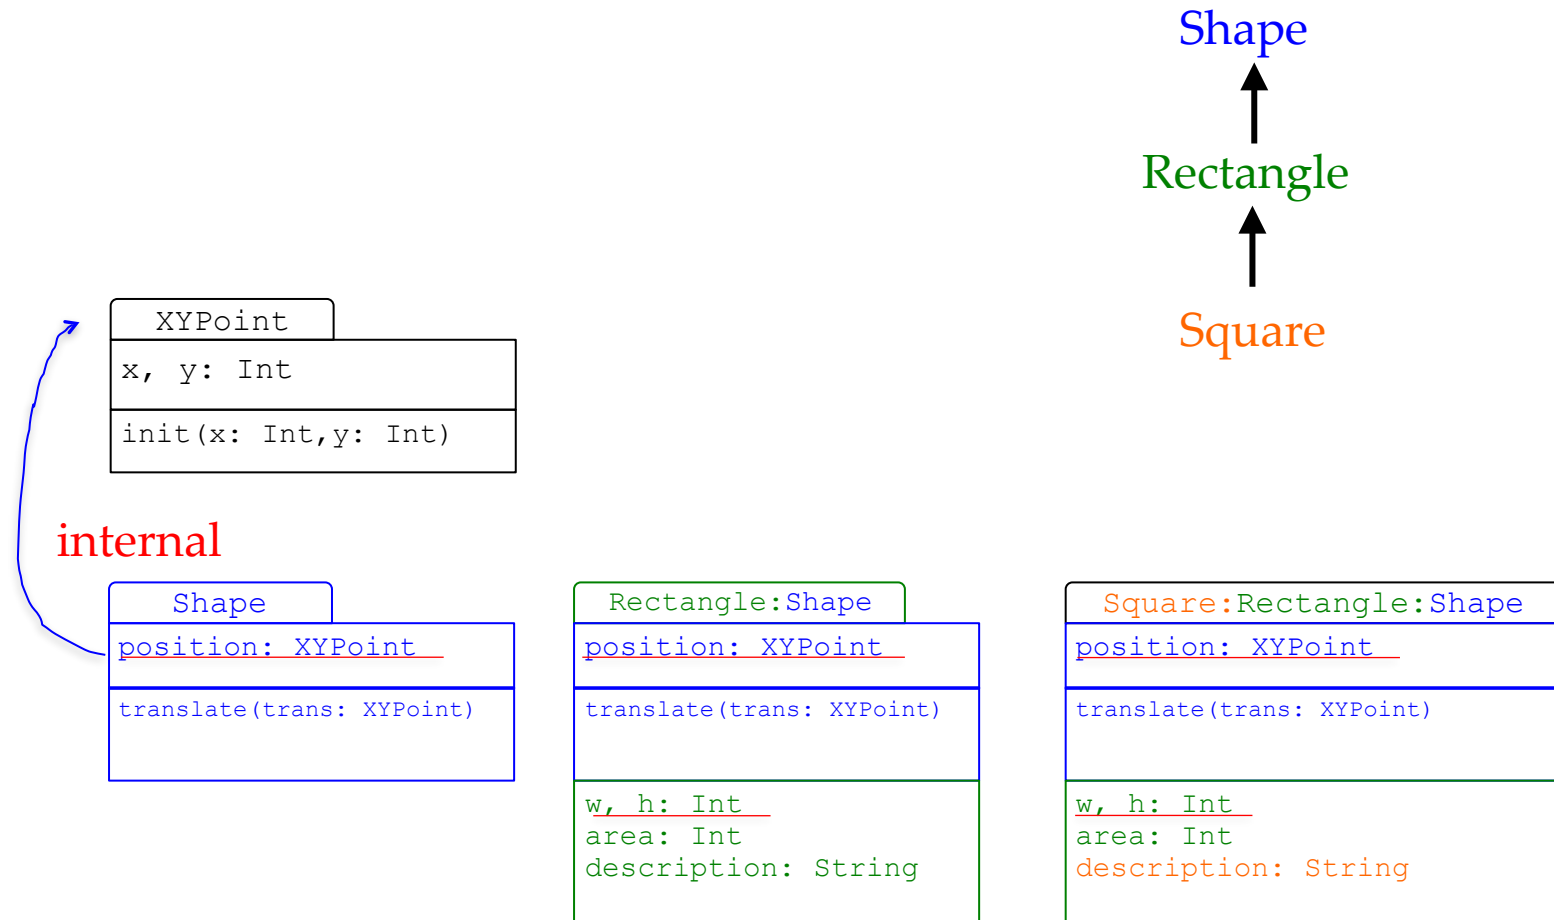 Shape
Rectangle
Square
XYPoint
x, y: Int
init(x: Int,y: Int)
internal
Shape
position: XYPoint
translate(trans: XYPoint)
Rectangle:Shape
position: XYPoint
translate(trans: XYPoint)
w, h: Int
area: Int
description: String
Square:Rectangle:Shape
position: XYPoint
translate(trans: XYPoint)
w, h: Int
area: Int
description: String